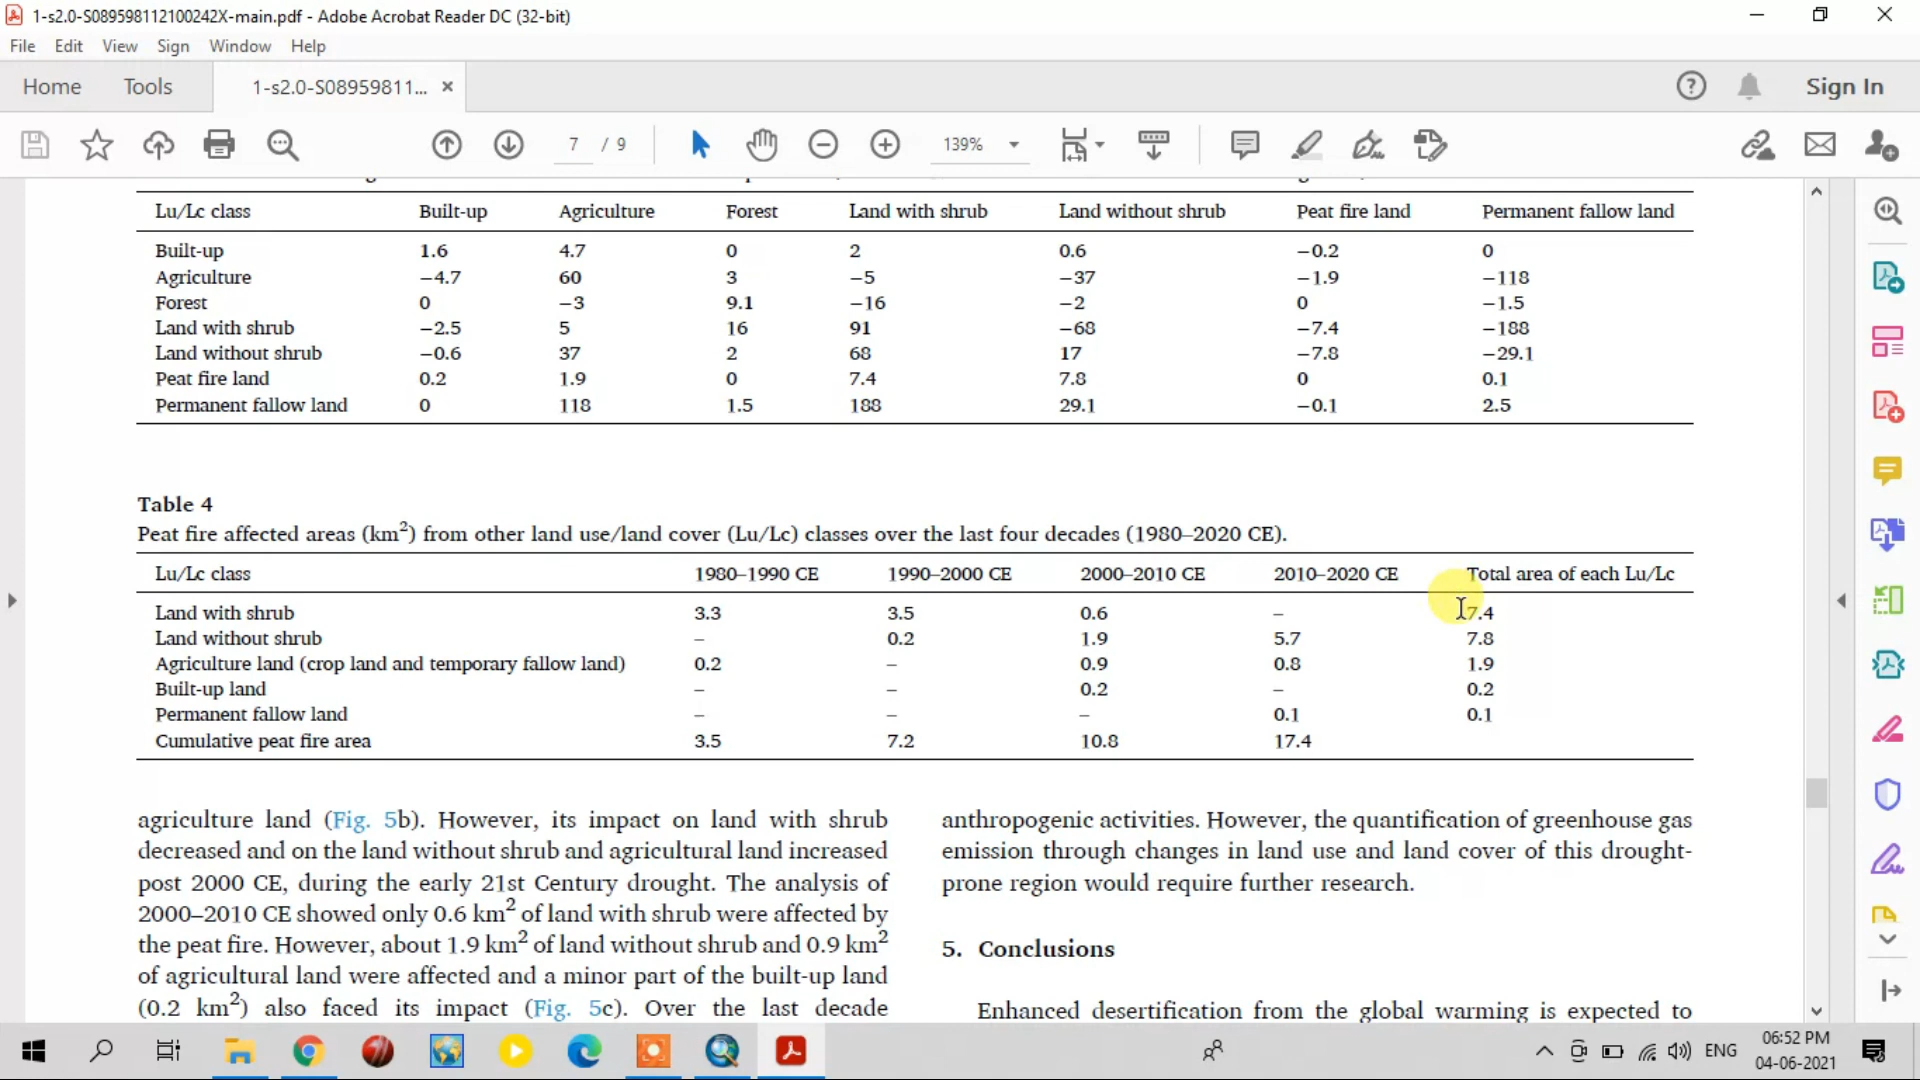 1-s2.0-S089598112100242X-main.pdf - Adobe Acrobat Reader DC (32-bit)
File Edit View Sign Window Help
Home Tools 1-s2.0-S08959811... × Sign In
7 / 9 139%
Lu/Lc class Built-up Agriculture Forest Land with shrub Land without shrub Peat fire land Permanent fallow land
Built-up 1.6 4.7 0 2 0.6 −0.2 0
Agriculture −4.7 60 3 −5 −37 −1.9 −118
Forest 0 −3 9.1 −16 −2 0 −1.5
Land with shrub −2.5 5 16 91 −68 −7.4 −188
Land without shrub −0.6 37 2 68 17 −7.8 −29.1
Peat fire land 0.2 1.9 0 7.4 7.8 0 0.1
Permanent fallow land 0 118 1.5 188 29.1 −0.1 2.5
Table 4
Peat fire affected areas (km2) from other land use/land cover (Lu/Lc) classes over the last four decades (1980–2020 CE).
Lu/Lc class 1980–1990 CE 1990–2000 CE 2000–2010 CE 2010–2020 CE Total area of each Lu/Lc
Land with shrub 3.3 3.5 0.6 – 7.4
Land without shrub – 0.2 1.9 5.7 7.8
Agriculture land (crop land and temporary fallow land) 0.2 – 0.9 0.8 1.9
Built-up land – – 0.2 – 0.2
Permanent fallow land – – – 0.1 0.1
Cumulative peat fire area 3.5 7.2 10.8 17.4
agriculture land (Fig. 5b). However, its impact on land with shrub
decreased and on the land without shrub and agricultural land increased
post 2000 CE, during the early 21st Century drought. The analysis of
2000–2010 CE showed only 0.6 km2 of land with shrub were affected by
the peat fire. However, about 1.9 km2 of land without shrub and 0.9 km2
of agricultural land were affected and a minor part of the built-up land
(0.2 km2) also faced its impact (Fig. 5c). Over the last decade
anthropogenic activities. However, the quantification of greenhouse gas
emission through changes in land use and land cover of this drought-
prone region would require further research.
5. Conclusions
Enhanced desertification from the global warming is expected to
ENG
06:52 PM
04-06-2021